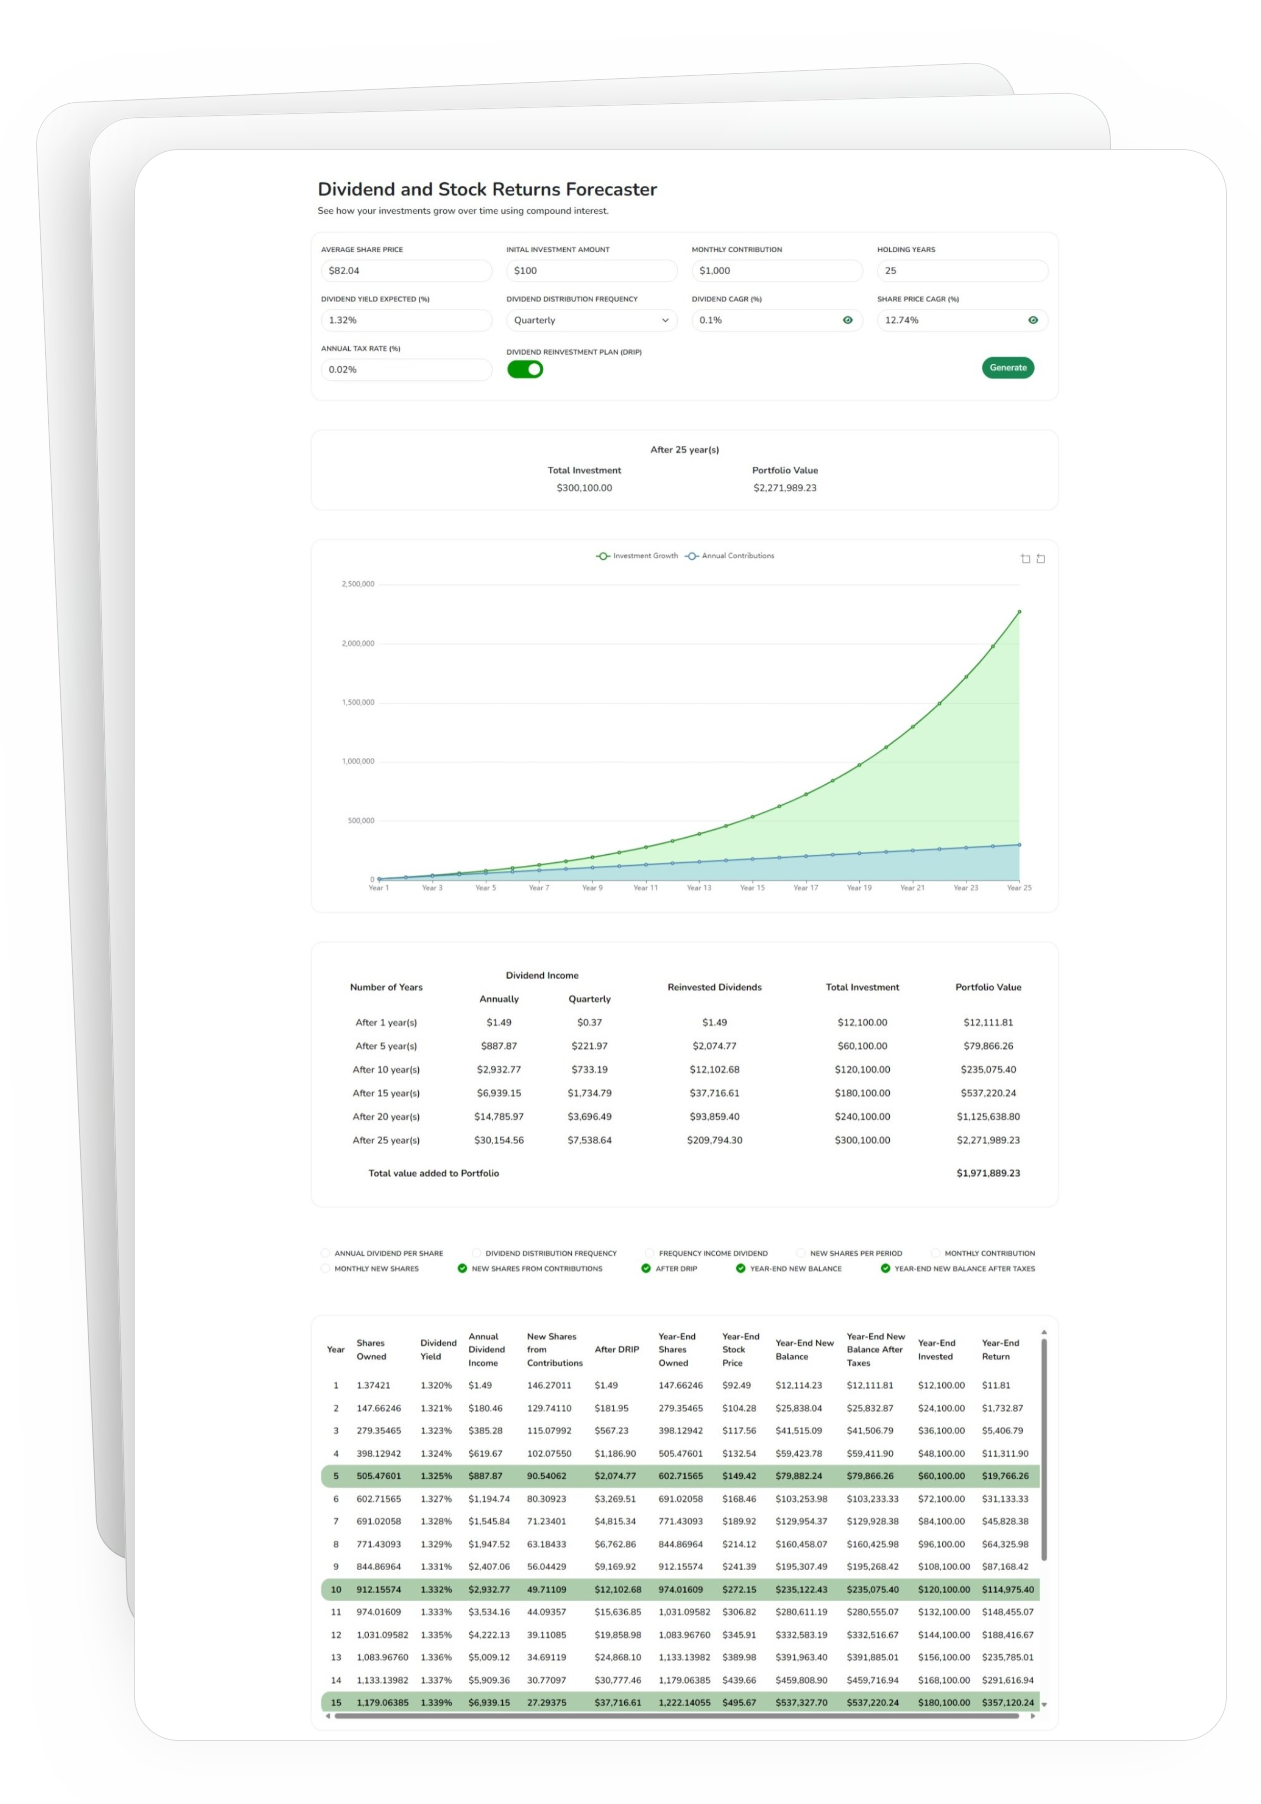 Dividend and Stock Returns Forecaster
See how your investments grow over time using compound interest.
AVERAGE SHARE PRICE INITAL INVESTMENT AMOUNT MONTHLY CONTRIBUTION HOLDING YEARS
$82.04 $100 $1,000 25
DIVIDEND YIELD EXPECTED (%) DIVIDEND DISTRIBUTION FREQUENCY DIVIDEND CAGR (%) SHARE PRICE CAGR (%)
1.32% Quarterly 0.1% 12.74%
ANNUAL TAX RATE (%) DIVIDEND REINVESTMENT PLAN (DRIP)
0.02% Generate
After 25 year(s)
Total Investment Portfolio Value
$300,100.00 $2,271,989.23
Investment Growth Annual Contributions
2,500,000
2,000,000
1,500,000
1,000,000
500,000
0
Year 1 Year 3 Year 5 Year 7 Year 9 Year 11 Year 13 Year 15 Year 17 Year 19 Year 21 Year 23 Year 25
Dividend Income
Number of Years Reinvested Dividends Total Investment Portfolio Value
Annually Quarterly
After 1 year(s) $1.49 $0.37 $1.49 $12,100.00 $12,111.81
After 5 year(s) $887.87 $221.97 $2,074.77 $60,100.00 $79,866.26
After 10 year(s) $2,932.77 $733.19 $12,102.68 $120,100.00 $235,075.40
After 15 year(s) $6,939.15 $1,734.79 $37,716.61 $180,100.00 $537,220.24
After 20 year(s) $14,785.97 $3,696.49 $93,859.40 $240,100.00 $1,125,638.80
After 25 year(s) $30,154.56 $7,538.64 $209,794.30 $300,100.00 $2,271,989.23
Total value added to Portfolio $1,971,889.23
ANNUAL DIVIDEND PER SHARE DIVIDEND DISTRIBUTION FREQUENCY FREQUENCY INCOME DIVIDEND NEW SHARES PER PERIOD MONTHLY CONTRIBUTION
MONTHLY NEW SHARES NEW SHARES FROM CONTRIBUTIONS AFTER DRIP YEAR-END NEW BALANCE YEAR-END NEW BALANCE AFTER TAXES
Year Shares Owned Dividend Yield Annual Dividend Income New Shares from Contributions After DRIP Year-End Shares Owned Year-End Stock Price Year-End New Balance Year-End New Balance After Taxes Year-End Invested Year-End Return
1 1.37421 1.320% $1.49 146.27011 $1.49 147.66246 $92.49 $12,114.23 $12,111.81 $12,100.00 $11.81
2 147.66246 1.321% $180.46 129.74110 $181.95 279.35465 $104.28 $25,838.04 $25,832.87 $24,100.00 $1,732.87
3 279.35465 1.323% $385.28 115.07992 $567.23 398.12942 $117.56 $41,515.09 $41,506.79 $36,100.00 $5,406.79
4 398.12942 1.324% $619.67 102.07550 $1,186.90 505.47601 $132.54 $59,423.78 $59,411.90 $48,100.00 $11,311.90
5 505.47601 1.325% $887.87 90.54062 $2,074.77 602.71565 $149.42 $79,882.24 $79,866.26 $60,100.00 $19,766.26
6 602.71565 1.327% $1,194.74 80.30923 $3,269.51 691.02058 $168.46 $103,253.98 $103,233.33 $72,100.00 $31,133.33
7 691.02058 1.328% $1,545.84 71.23401 $4,815.34 771.43093 $189.92 $129,954.37 $129,928.38 $84,100.00 $45,828.38
8 771.43093 1.329% $1,947.52 63.18433 $6,762.86 844.86964 $214.12 $160,458.07 $160,425.98 $96,100.00 $64,325.98
9 844.86964 1.331% $2,407.06 56.04429 $9,169.92 912.15574 $241.39 $195,307.49 $195,268.42 $108,100.00 $87,168.42
10 912.15574 1.332% $2,932.77 49.71109 $12,102.68 974.01609 $272.15 $235,122.43 $235,075.40 $120,100.00 $114,975.40
11 974.01609 1.333% $3,534.16 44.09357 $15,636.85 1,031.09582 $306.82 $280,611.19 $280,555.07 $132,100.00 $148,455.07
12 1,031.09582 1.335% $4,222.13 39.11085 $19,858.98 1,083.96760 $345.91 $332,583.19 $332,516.67 $144,100.00 $188,416.67
13 1,083.96760 1.336% $5,009.12 34.69119 $24,868.10 1,133.13982 $389.98 $391,963.40 $391,885.01 $156,100.00 $235,785.01
14 1,133.13982 1.337% $5,909.36 30.77097 $30,777.46 1,179.06385 $439.66 $459,808.90 $459,716.94 $168,100.00 $291,616.94
15 1,179.06385 1.339% $6,939.15 27.29375 $37,716.61 1,222.14055 $495.67 $537,327.70 $537,220.24 $180,100.00 $357,120.24